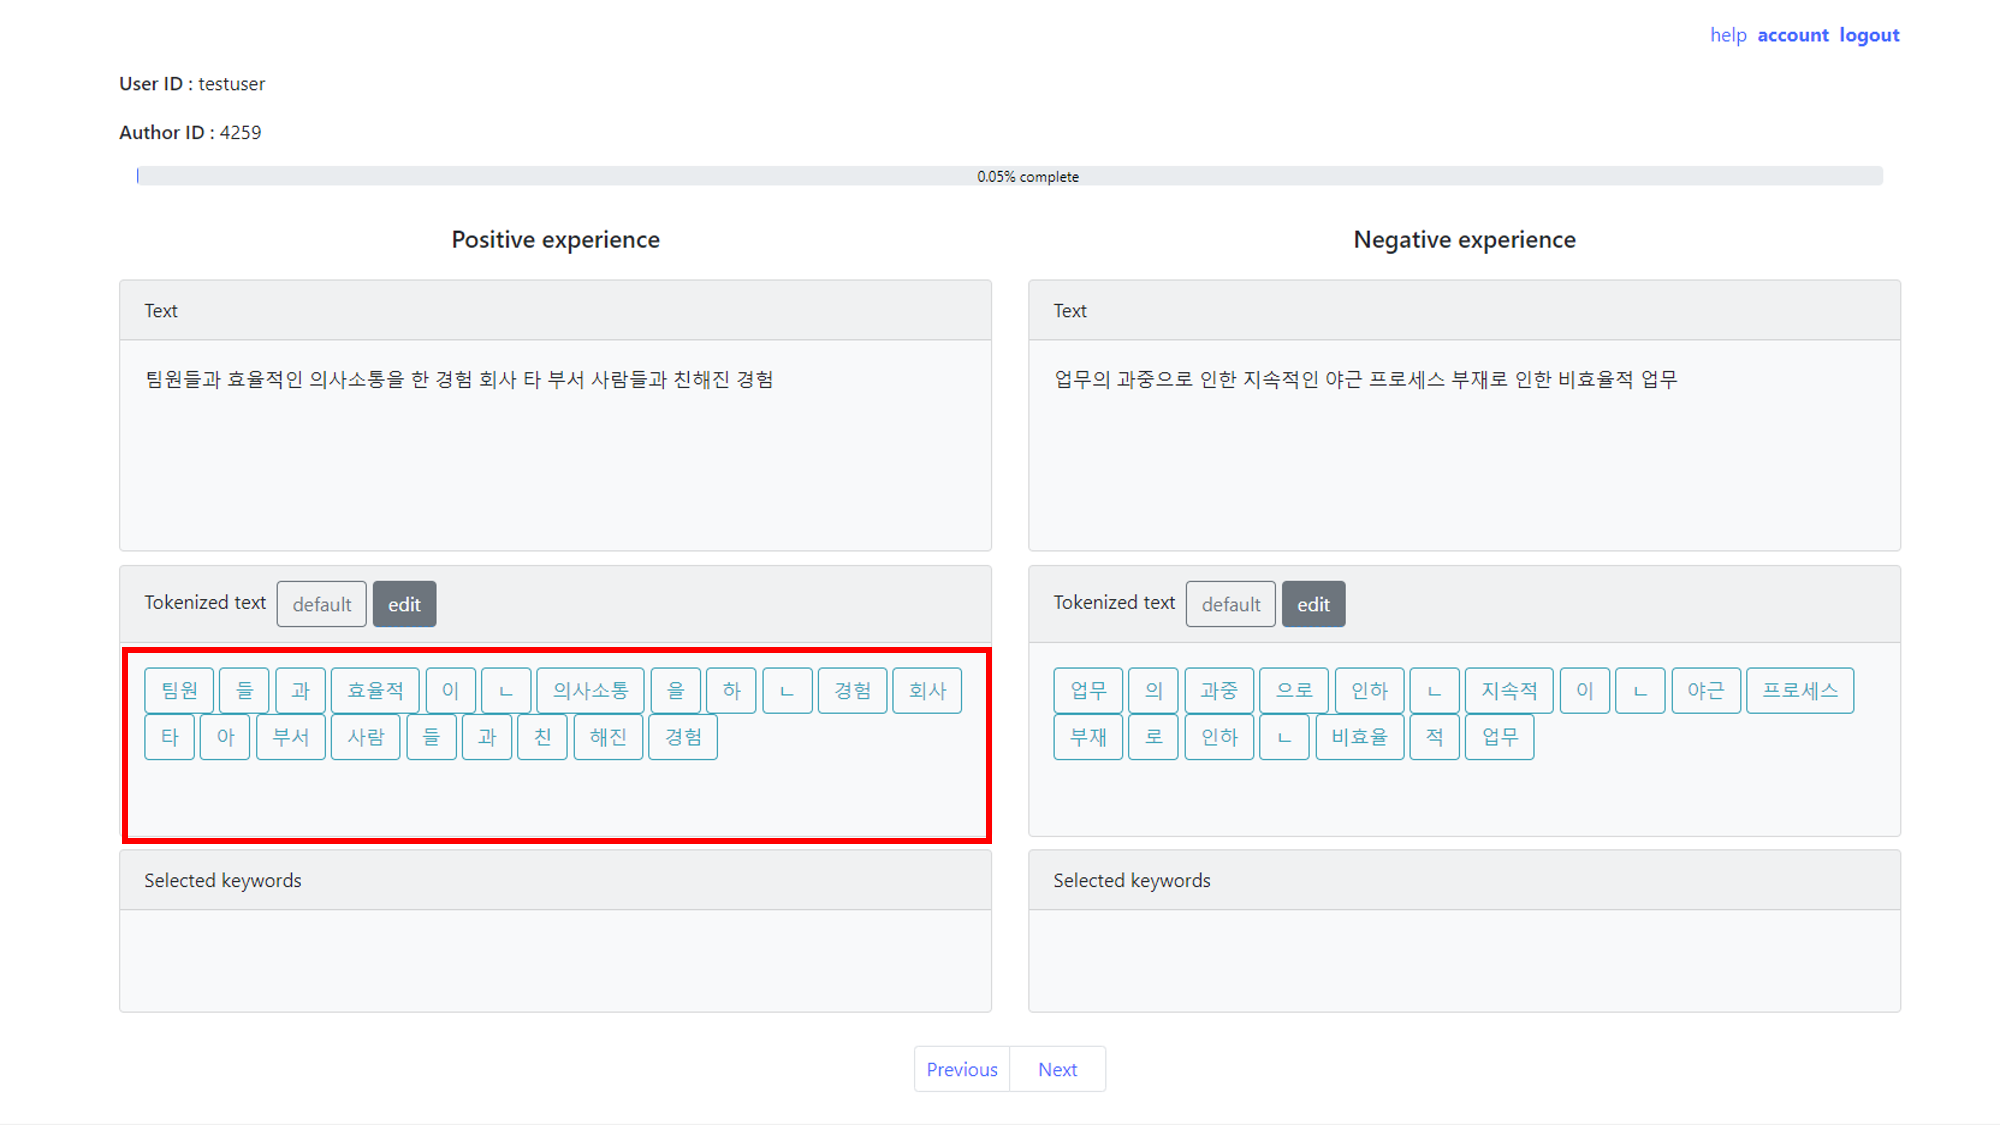 help account logout
User ID : testuser
Author ID : 4259
0.05% complete
Positive experience
Text
팀원들과 효율적인 의사소통을 한 경험 회사 타 부서 사람들과 친해진 경험
Tokenized text default edit
팀원 들 과 효율적 이 ㄴ 의사소통 을 하 ㄴ 경험 회사
타 아 부서 사람 들 과 친 해진 경험
Selected keywords
Negative experience
Text
업무의 과중으로 인한 지속적인 야근 프로세스 부재로 인한 비효율적 업무
Tokenized text default edit
업무 의 과중 으로 인하 ㄴ 지속적 이 ㄴ 야근 프로세스
부재 로 인하 ㄴ 비효율 적 업무
Selected keywords
Previous Next